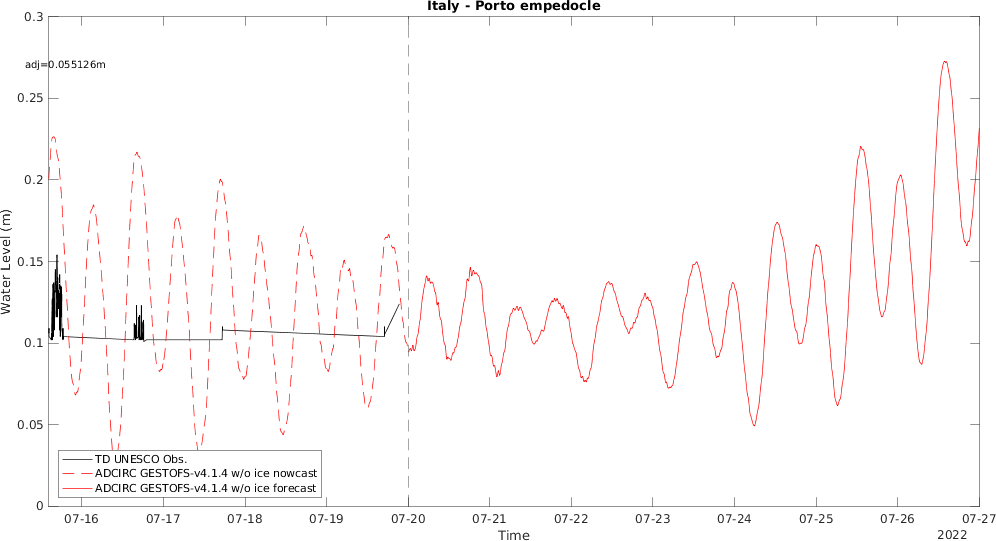 Italy - Porto empedocle
adj=0.055126m
Water Level (m)
0.3
0.25
0.2
0.15
0.1
0.05
0
TD UNESCO Obs.
ADCIRC GESTOFS-v4.1.4 w/o ice nowcast
ADCIRC GESTOFS-v4.1.4 w/o ice forecast
07-16 07-17 07-18 07-19 07-20 07-21 07-22 07-23 07-24 07-25 07-26 07-27
Time
2022